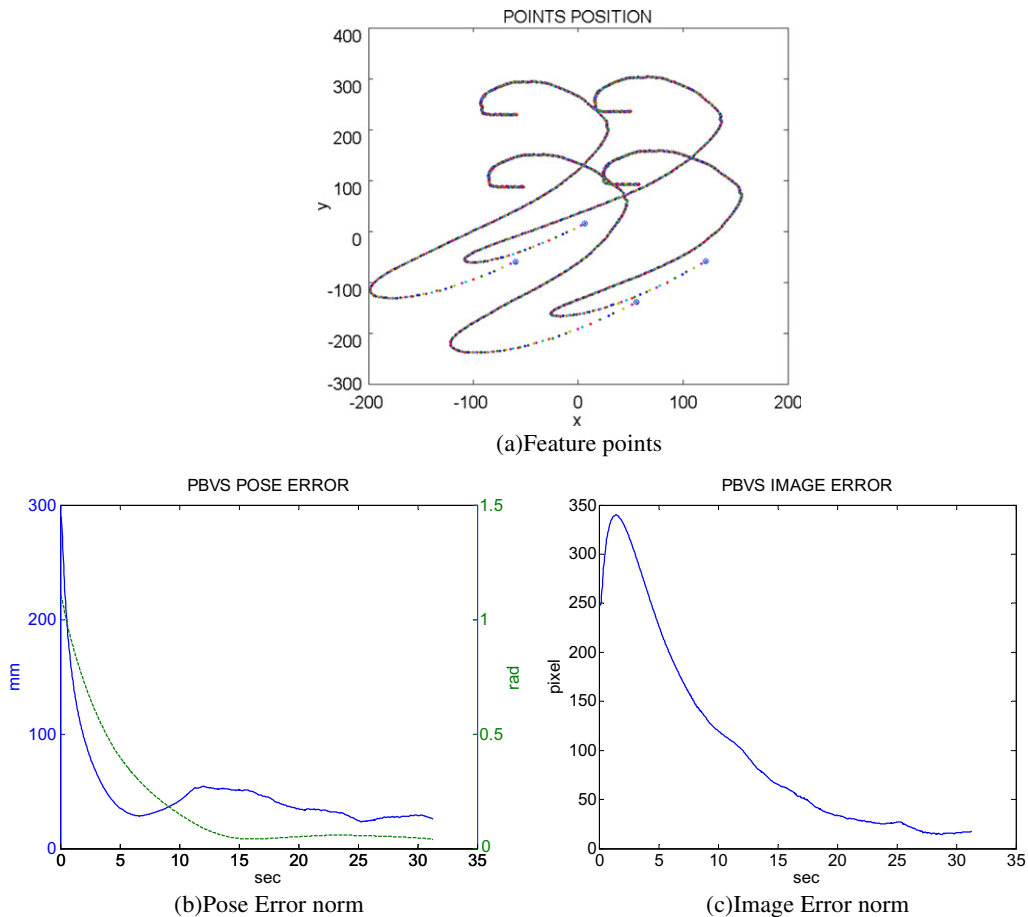 POINTS POSITION
400
300
200
100
0
-100
-200
-300
y
-200 -100 0 100 200
x
(a)Feature points
PBVS POSE ERROR
300
200
100
0
mm
1.5
1
0.5
0
rad
0 5 10 15 20 25 30 35
sec
(b)Pose Error norm
PBVS IMAGE ERROR
350
300
250
200
150
100
50
0
pixel
0 5 10 15 20 25 30 35
sec
(c)Image Error norm